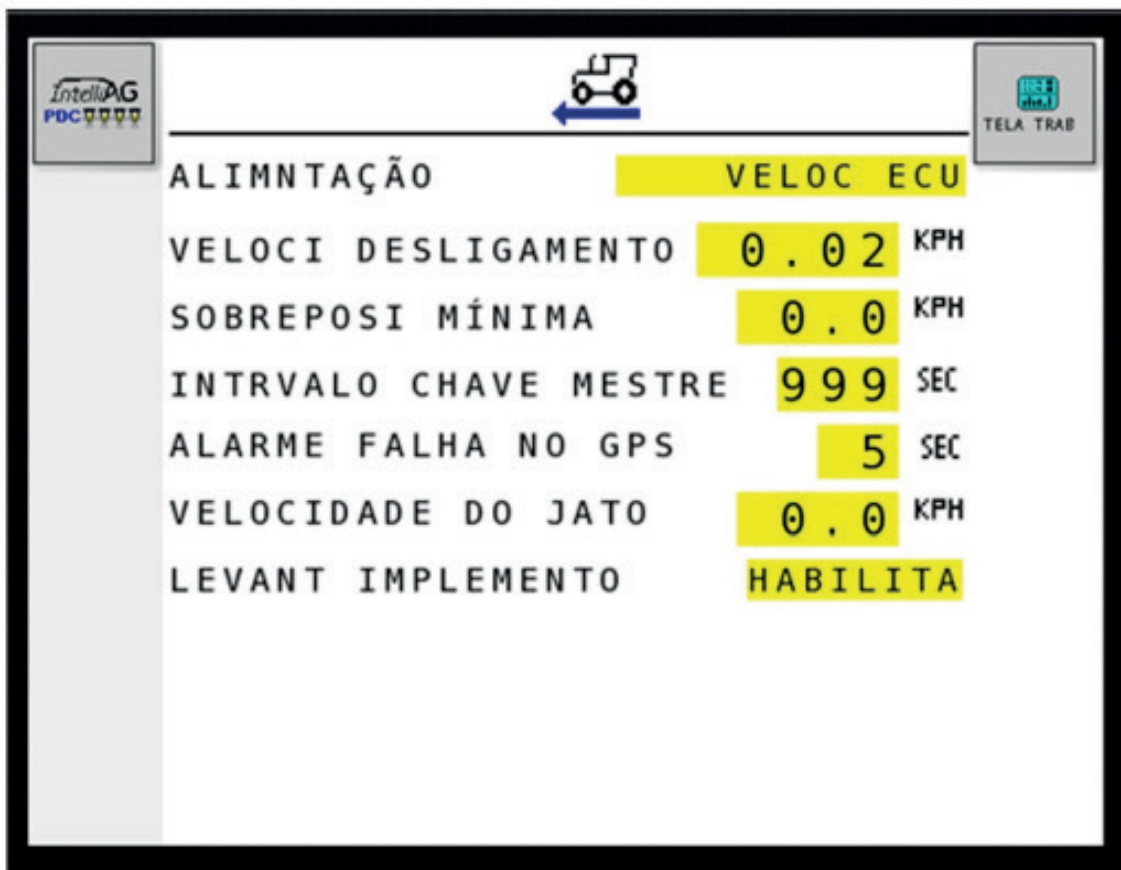 IntelliAG
PDC
TELA TRAB
ALIMNTAÇÃO VELOC ECU
VELOCI DESLIGAMENTO 0.02 KPH
SOBREPOSI MÍNIMA 0.0 KPH
INTRVALO CHAVE MESTRE 999 SEC
ALARME FALHA NO GPS 5 SEC
VELOCIDADE DO JATO 0.0 KPH
LEVANT IMPLEMENTO HABILITA